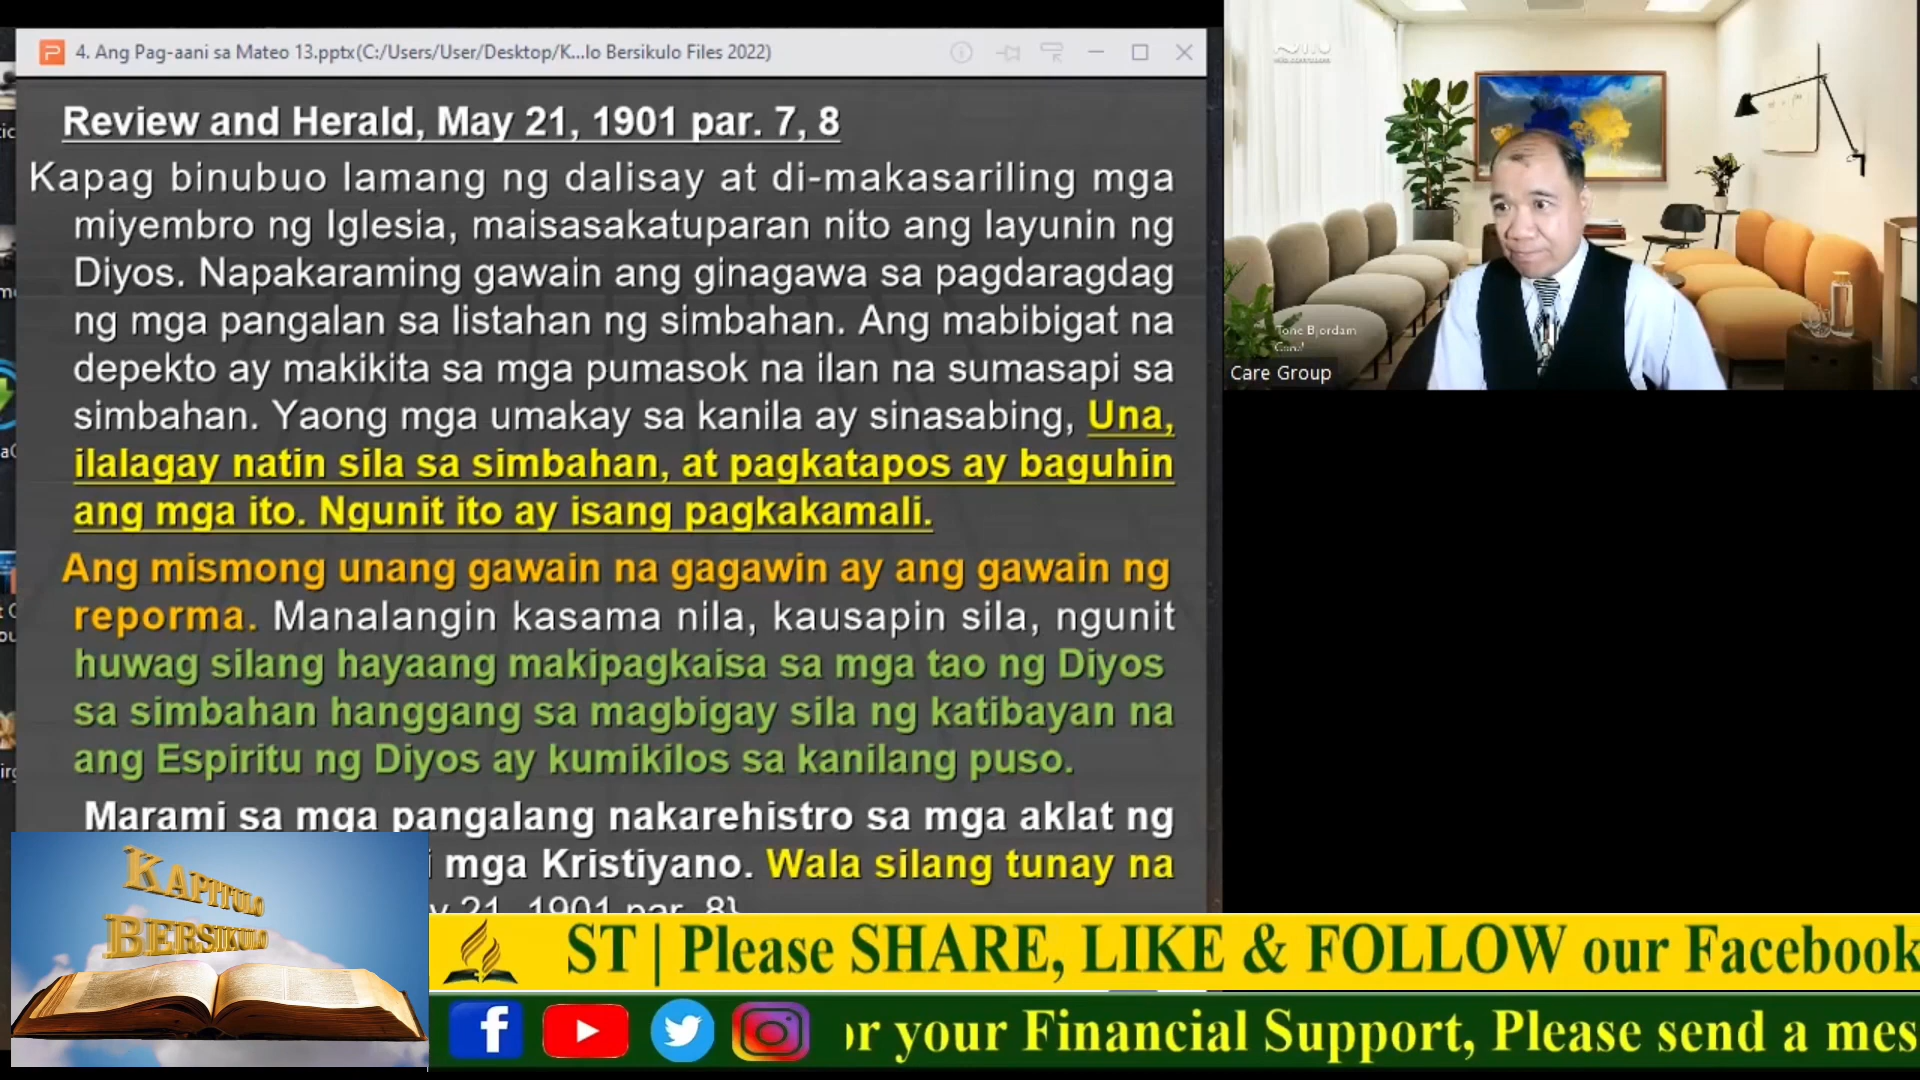 4. Ang Pag-aani sa Mateo 13.pptx(C:/Users/User/Desktop/K...lo Bersikulo Files 2022)
Review and Herald, May 21, 1901 par. 7, 8
Kapag binubuo lamang ng dalisay at di-makasariling mga
miyembro ng Iglesia, maisasakatuparan nito ang layunin ng
Diyos. Napakaraming gawain ang ginagawa sa pagdaragdag
ng mga pangalan sa listahan ng simbahan. Ang mabibigat na
depekto ay makikita sa mga pumasok na ilan na sumasapi sa
simbahan. Yaong mga umakay sa kanila ay sinasabing, Una,
ilalagay natin sila sa simbahan, at pagkatapos ay baguhin
ang mga ito. Ngunit ito ay isang pagkakamali.
Ang mismong unang gawain na gagawin ay ang gawain ng
reporma. Manalangin kasama nila, kausapin sila, ngunit
huwag silang hayaang makipagkaisa sa mga tao ng Diyos
sa simbahan hanggang sa magbigay sila ng katibayan na
ang Espiritu ng Diyos ay kumikilos sa kanilang puso.
Marami sa mga pangalang nakarehistro sa mga aklat ng
mga Kristiyano. Wala silang tunay na
21, 1901 par. 8}
Tone Bjordam
Care Group
KAPITULO
BERSIKULO
ST | Please SHARE, LIKE & FOLLOW our Facebook
or your Financial Support, Please send a mes